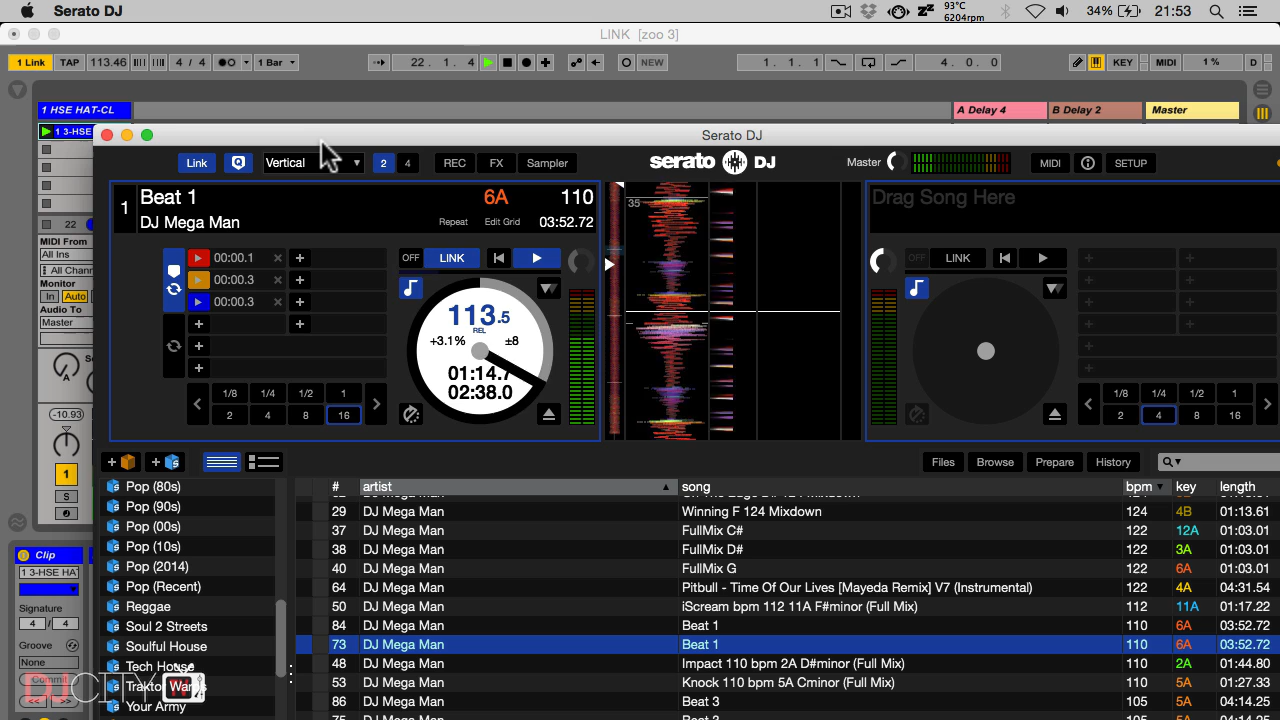 Serato DJ 93°C 6204rpm 34% 21:53
LINK [zoo 3]
1 Link TAP 113.46 4 / 4 1 Bar 22. 1. 4 NEW 1. 1. 1 4. 0. 0 KEY MIDI 1 % D
1 HSE HAT-CL A Delay 4 B Delay 2 Master
1 3-HSE Serato DJ
Link Vertical 2 4 REC FX Sampler serato DJ Master MIDI SETUP
1 Beat 1 6A 110 35 Drag Song Here
DJ Mega Man Repeat Edit Grid 03:52.72
22
MIDI From
All Ins
All Chann
Monitor
In Auto
Audio To
Master
A
-10.93
1
S
00:00.1 OFF LINK OFF LINK
00:00.3
00:00.3
113.5
REL
+3.1% ±8
01:14.7
02:38.0
1/8 1/4 1/2 1 1/8 1/4 1/2 1
2 4 8 16 2 4 8 16
Files Browse Prepare History
# artist song bpm key length
Pop (80s)
Pop (90s)
Pop (00s)
Pop (10s)
Pop (2014)
Pop (Recent)
Reggae
Soul 2 Streets
Soulful House
Tech House
Your Army
29 DJ Mega Man Winning F 124 Mixdown 124 4B 01:13.61
37 DJ Mega Man FullMix C# 122 12A 01:03.01
38 DJ Mega Man FullMix D# 122 3A 01:03.01
40 DJ Mega Man FullMix G 122 6A 01:03.01
64 DJ Mega Man Pitbull - Time Of Our Lives [Mayeda Remix] V7 (Instrumental) 122 4A 04:31.54
50 DJ Mega Man iScream bpm 112 11A F#minor (Full Mix) 112 11A 01:17.22
84 DJ Mega Man Beat 1 110 6A 03:52.72
73 DJ Mega Man Beat 1 110 6A 03:52.72
48 DJ Mega Man Impact 110 bpm 2A D#minor (Full Mix) 110 2A 01:44.80
53 DJ Mega Man Knock 110 bpm 5A Cminor (Full Mix) 110 5A 01:27.33
86 DJ Mega Man Beat 3 105 5A 04:14.25
Clip
1 3-HSE HA
Signature
4 / 4
Groove
None
Commit
<< >>
DJCITY